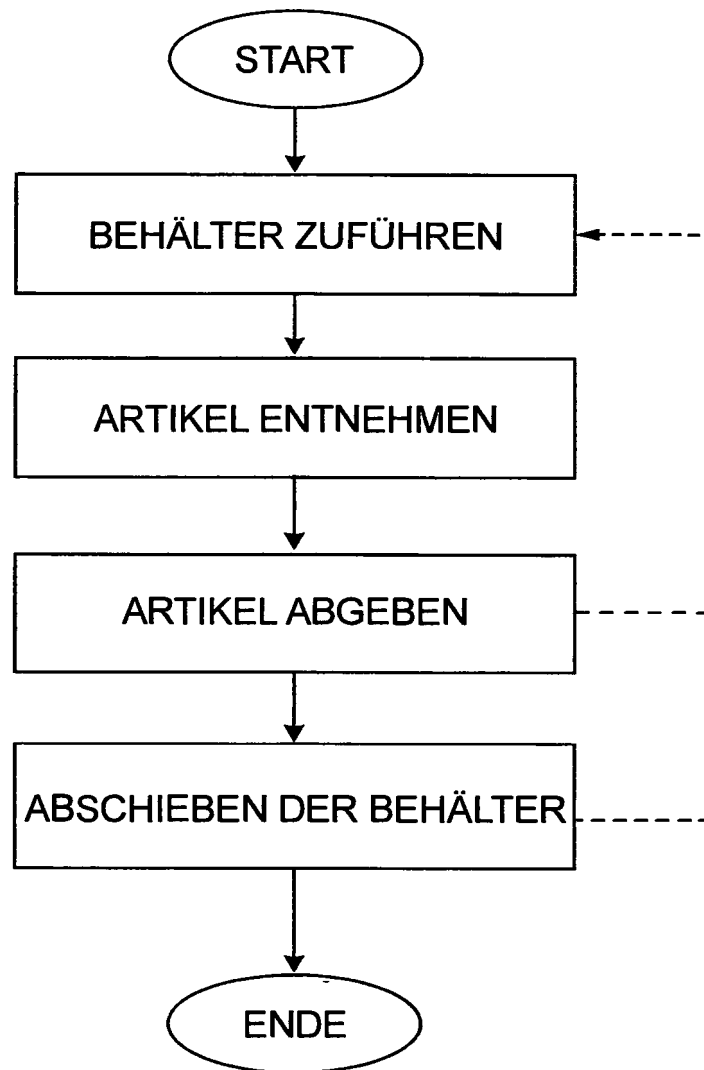 START
BEHÄLTER ZUFÜHREN
ARTIKEL ENTNEHMEN
ARTIKEL ABGEBEN
ABSCHIEBEN DER BEHÄLTER
ENDE